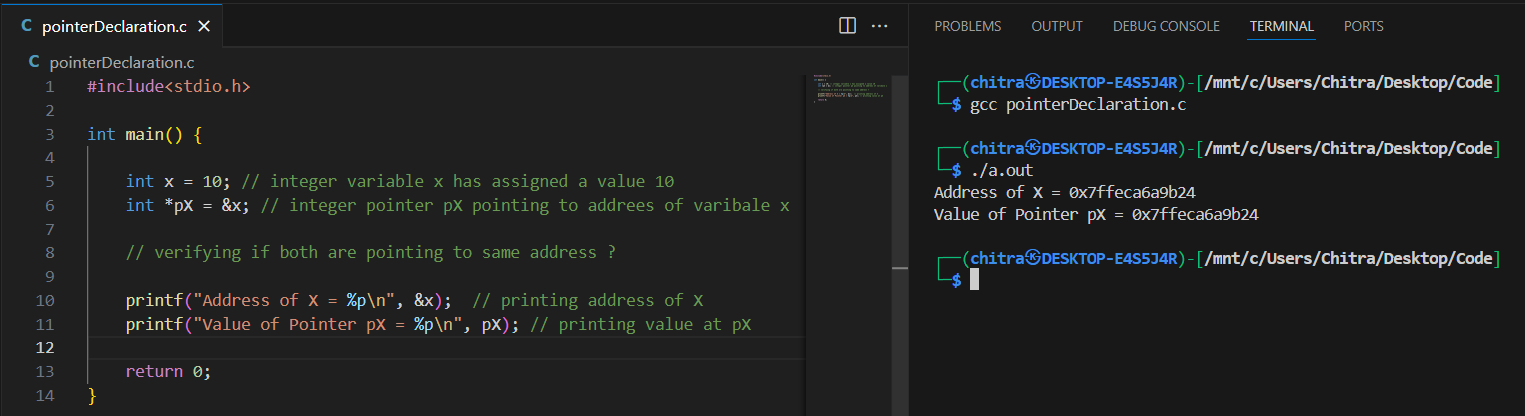 C pointerDeclaration.c ×
C pointerDeclaration.c
1 #include<stdio.h>
2
3 int main() {
4
5 int x = 10; // integer variable x has assigned a value 10
6 int *pX = &x; // integer pointer pX pointing to addrees of varibale x
7
8 // verifying if both are pointing to same address ?
9
10 printf("Address of X = %p\n", &x);  // printing address of X
11 printf("Value of Pointer pX = %p\n", pX); // printing value at pX
12
13 return 0;
14 }
PROBLEMS OUTPUT DEBUG CONSOLE TERMINAL PORTS
┌──(chitra㉿DESKTOP-E4S5J4R)-[/mnt/c/Users/Chitra/Desktop/Code]
└─$ gcc pointerDeclaration.c
┌──(chitra㉿DESKTOP-E4S5J4R)-[/mnt/c/Users/Chitra/Desktop/Code]
└─$ ./a.out
Address of X = 0x7ffeca6a9b24
Value of Pointer pX = 0x7ffeca6a9b24
┌──(chitra㉿DESKTOP-E4S5J4R)-[/mnt/c/Users/Chitra/Desktop/Code]
└─$